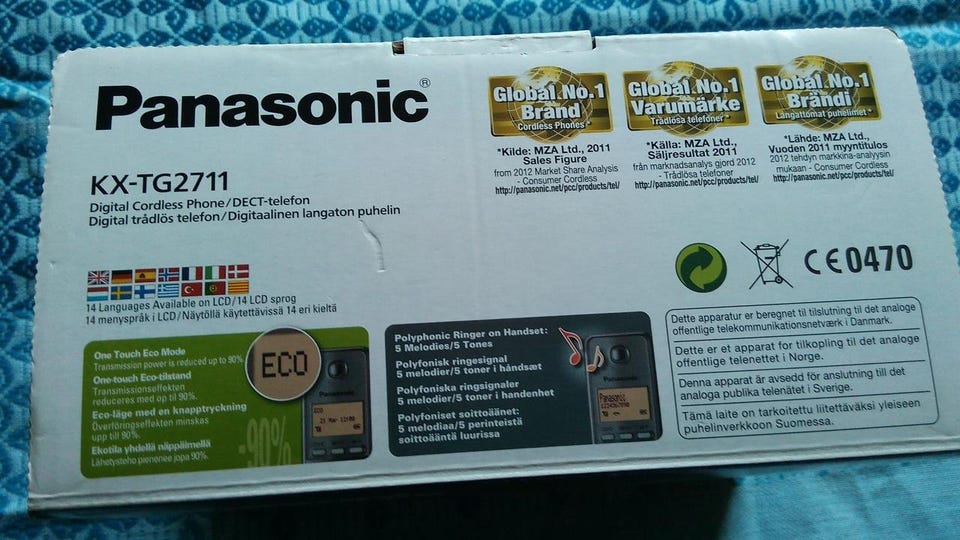 Panasonic®
KX-TG2711
Digital Cordless Phone/DECT-telefon
Digital trådlös telefon/Digitaalinen langaton puhelin
Global No.1
Brand
Cordless Phones*
*Kilde: MZA Ltd., 2011
Sales Figure
from 2012 Market Share Analysis
- Consumer Cordless
http://panasonic.net/pcc/products/tel/
Global No.1
Varumärke
Trådlösa telefoner*
*Källa: MZA Ltd.,
Säljresultat 2011
från marknadsanalys gjord 2012
- Trådlösa telefoner
http://panasonic.net/pcc/products/tel/
Global No.1
Brändi
Langattomat puhelimet*
*Lähde: MZA Ltd.,
Vuoden 2011 myyntitulos
2012 tehdyn markkina-analyysin
mukaan - Consumer Cordless
http://panasonic.net/pcc/products/tel/
CE0470
14 Languages Available on LCD/14 LCD sprog
14 menyspråk i LCD/Näytöllä käytettävissä 14 eri kieltä
One Touch Eco Mode
Transmission power is reduced up to 90%.
One-touch Eco-tilstand
Transmissionseffekten
reduceres med op til 90%.
Eco-läge med en knapptryckning
Överföringseffekten minskas
upp till 90%.
Ekotila yhdellä näppäimellä
Lähetysteho pienenee jopa 90%.
ECO
ECO
-90%
Polyphonic Ringer on Handset:
5 Melodies/5 Tones
Polyfonisk ringesignal
5 melodier/5 toner i håndsæt
Polyfoniska ringsignaler
5 melodier/5 toner i handenhet
Polyfoniset soittoäänet:
5 melodiaa/5 perinteistä
soittoääntä luurissa
Panasonic
Panasonic
Dette apparatur er beregnet til tilslutning til det analoge
offentlige telekommunikationsnetværk i Danmark.
Dette er et apparat for tilkopling til det analoge
offentlige telenettet i Norge.
Denna apparat är avsedd för anslutning till det
analoga publika telenätet i Sverige.
Tämä laite on tarkoitettu liitettäväksi yleiseen
puhelinverkkoon Suomessa.